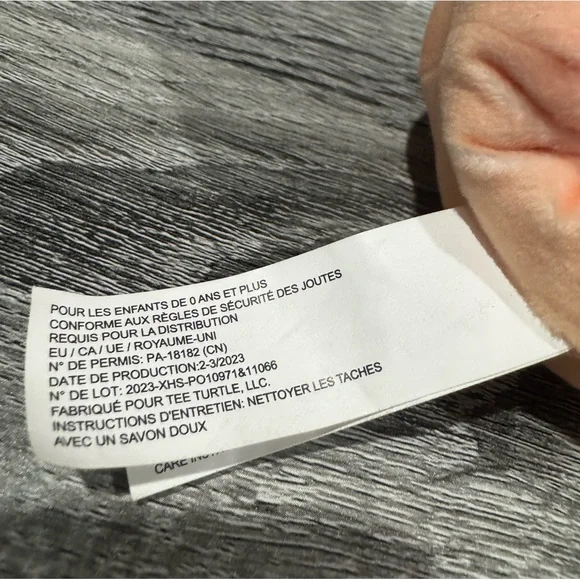 POUR LES ENFANTS DE 0 ANS ET PLUS
CONFORME AUX RÈGLES DE SÉCURITÉ DES JOUTES
REQUIS POUR LA DISTRIBUTION
EU / CA / UE / ROYAUME-UNI
N° DE PERMIS: PA-18182 (CN)
DATE DE PRODUCTION:2-3/2023
N° DE LOT: 2023-XHS-PO10971&11066
FABRIQUÉ POUR TEE TURTLE, LLC.
INSTRUCTIONS D'ENTRETIEN: NETTOYER LES TACHES
AVEC UN SAVON DOUX
CARE